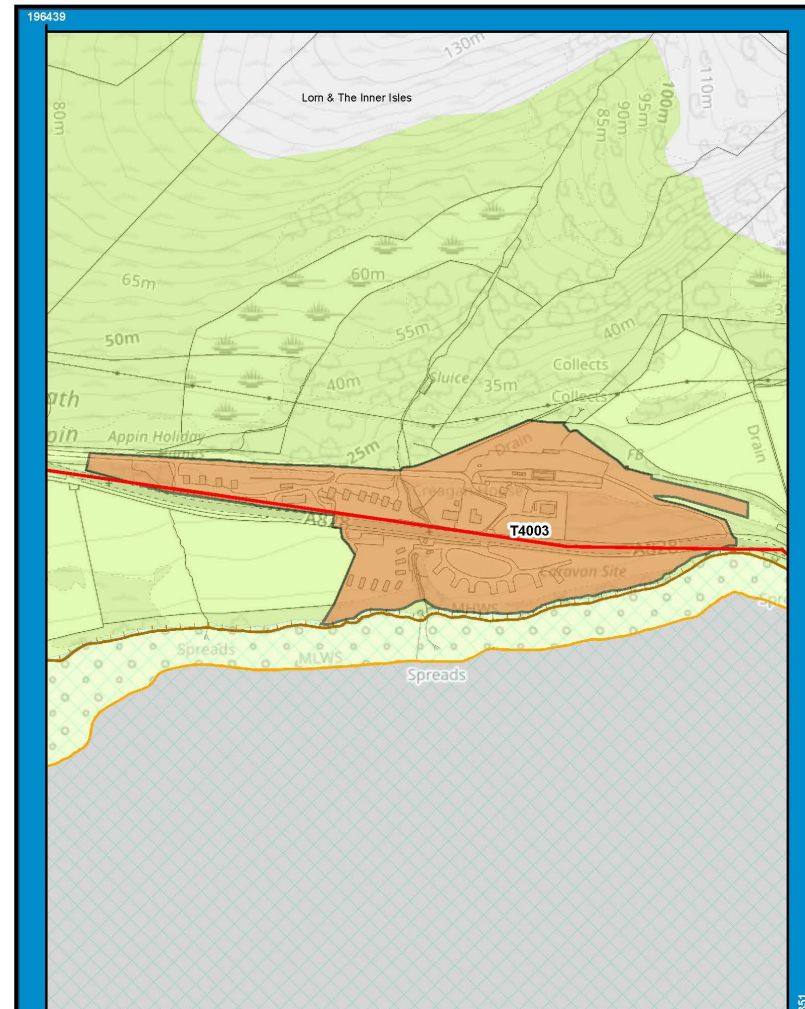 196439
130m
110m
Lorn & The Inner Isles
80m
100m
95m
90m
85m
65m
60m
50m
55m
40m
Collects
Sluice
35m
40m
Collects
Appin Holiday
25m
Drain
FB
Drain
T4003
A828
Caravan Site
MHWS
Spreads
MLWS
Spreads